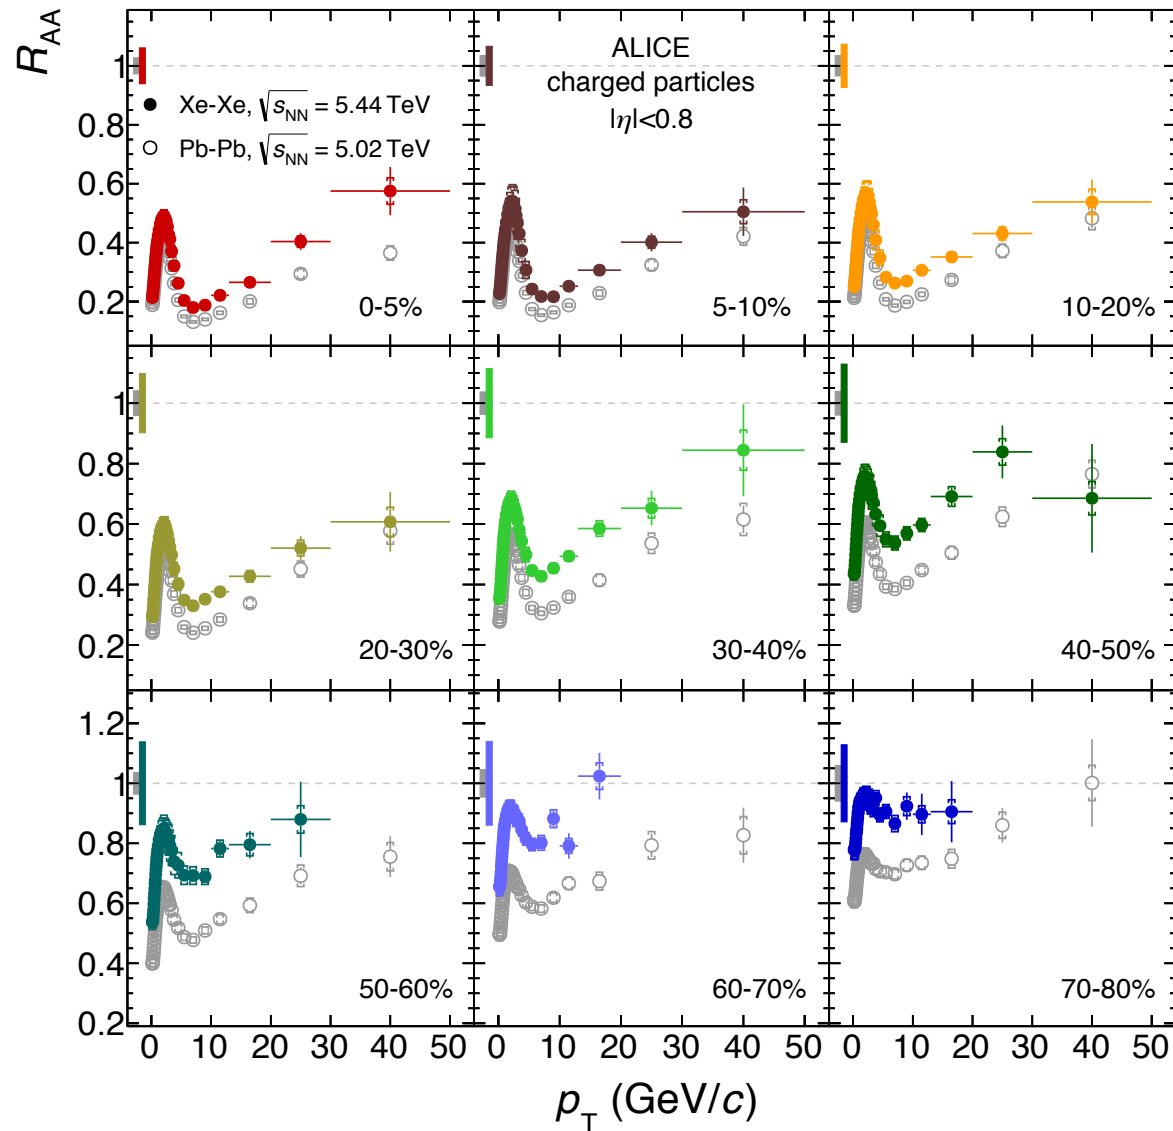 R_AA
ALICE
charged particles
|η|<0.8
Xe-Xe, √s_NN = 5.44 TeV
Pb-Pb, √s_NN = 5.02 TeV
1
0.8
0.6
0.4
0.2
0-5%
5-10%
10-20%
1
0.8
0.6
0.4
0.2
20-30%
30-40%
40-50%
1.2
1
0.8
0.6
0.4
0.2
50-60%
60-70%
70-80%
0 10 20 30 40 50
0 10 20 30 40 50
0 10 20 30 40 50
p_T (GeV/c)